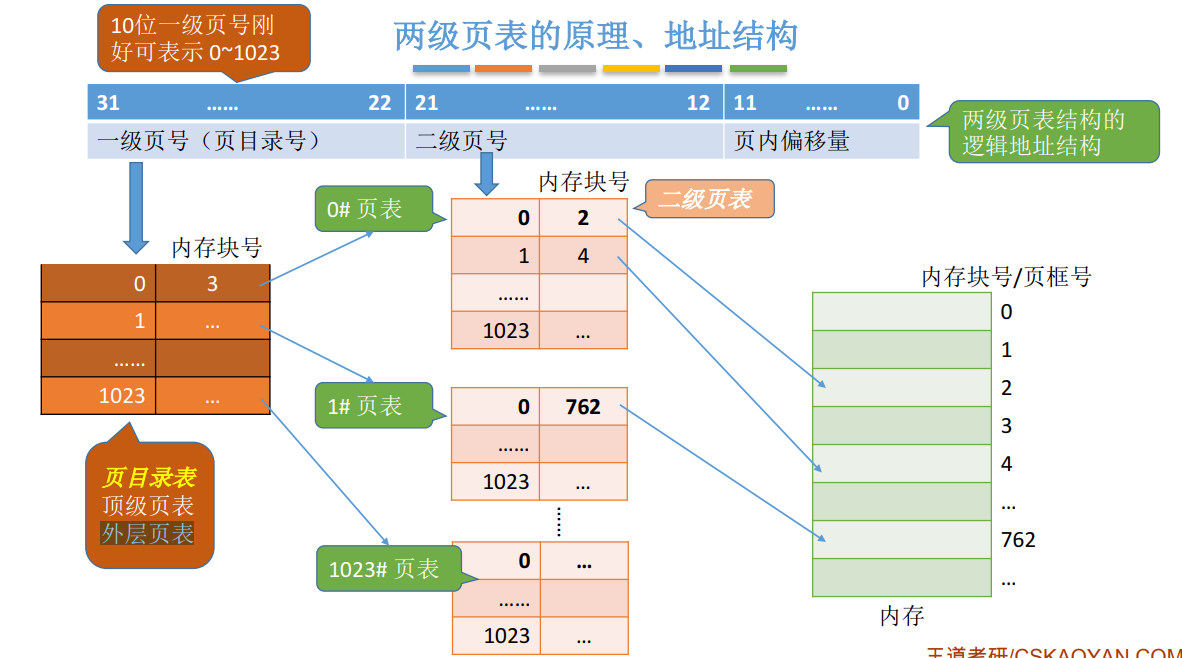 两级页表的原理、地址结构
10位一级页号刚
好可表示 0~1023
31 …… 22 21 …… 12 11 …… 0
一级页号（页目录号） 二级页号 页内偏移量
两级页表结构的
逻辑地址结构
内存块号
0 3
1 ...
……
1023 ...
页目录表
顶级页表
外层页表
0# 页表
内存块号
二级页表
0 2
1 4
……
1023 ...
1# 页表
0 762
……
1023 ...
1023# 页表
0 ...
……
1023 ...
内存块号/页框号
0
1
2
3
4
...
762
...
内存
王道考研/CSKAOYAN.COM